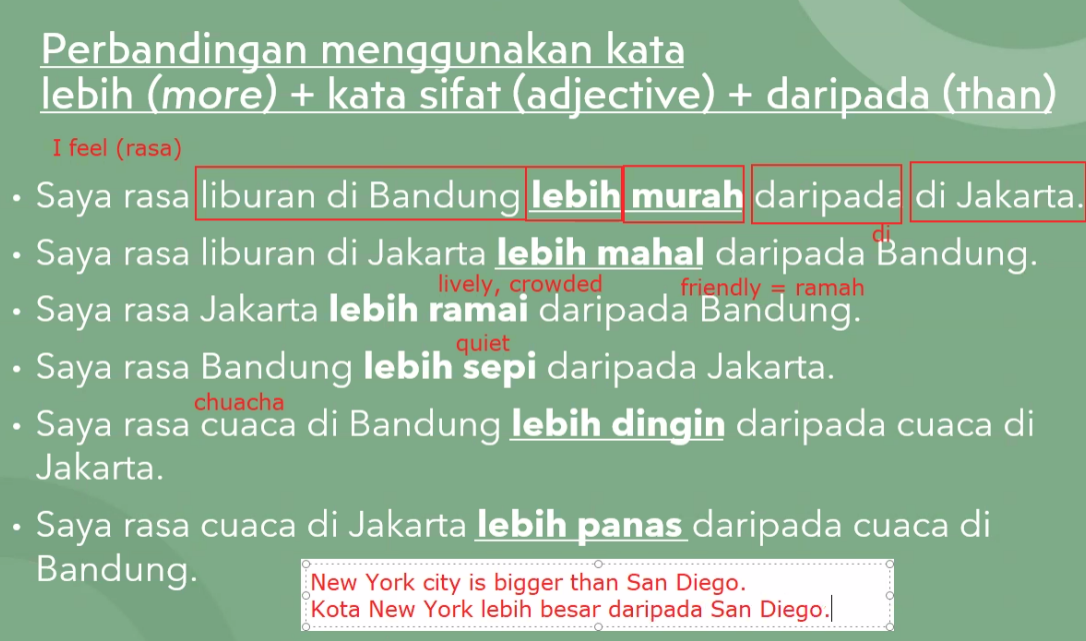 Perbandingan menggunakan kata
lebih (more) + kata sifat (adjective) + daripada (than)
I feel (rasa)
• Saya rasa liburan di Bandung lebih murah daripada di Jakarta.
di
• Saya rasa liburan di Jakarta lebih mahal daripada Bandung.
lively, crowded friendly = ramah
• Saya rasa Jakarta lebih ramai daripada Bandung.
quiet
• Saya rasa Bandung lebih sepi daripada Jakarta.
chuacha
• Saya rasa cuaca di Bandung lebih dingin daripada cuaca di
Jakarta.
• Saya rasa cuaca di Jakarta lebih panas daripada cuaca di
Bandung.
New York city is bigger than San Diego.
Kota New York lebih besar daripada San Diego.